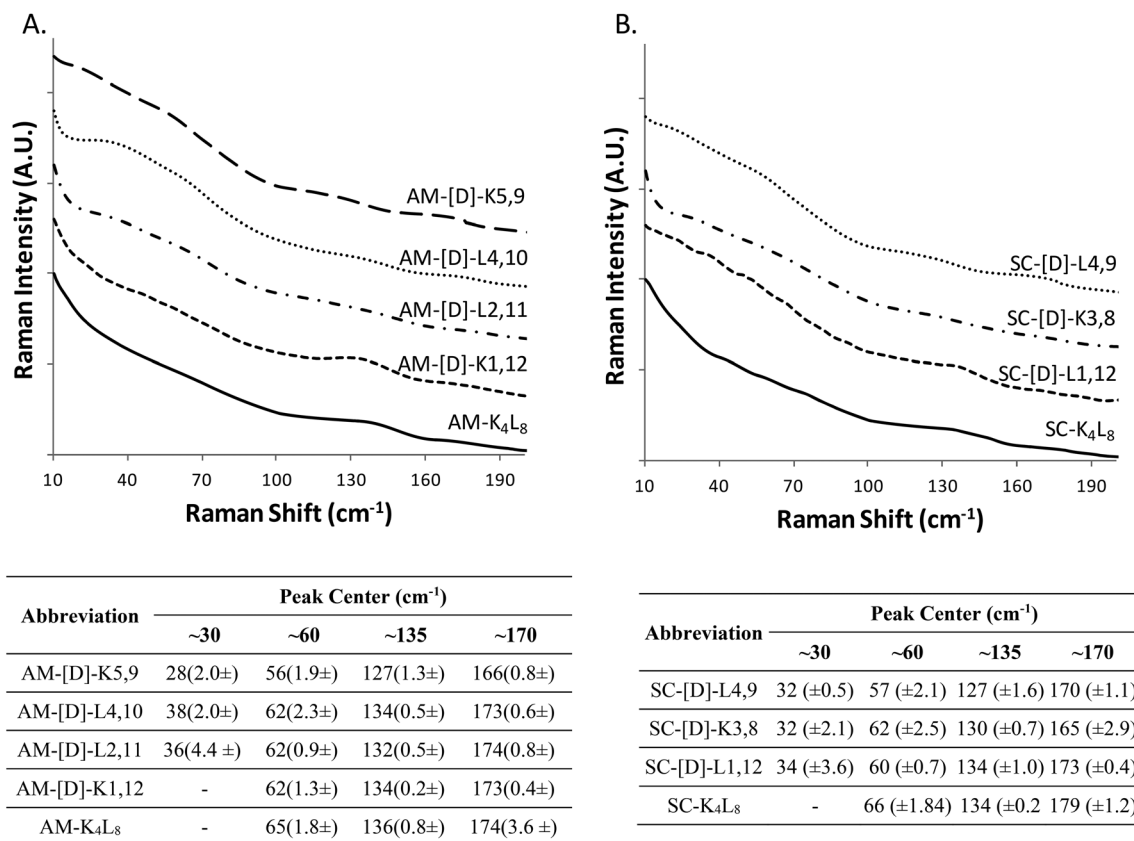 A.
Raman Intensity (A.U.)
AM-[D]-K5,9
AM-[D]-L4,10
AM-[D]-L2,11
AM-[D]-K1,12
AM-K₄L₈
10 40 70 100 130 160 190
Raman Shift (cm⁻¹)
B.
Raman Intensity (A.U.)
SC-[D]-L4,9
SC-[D]-K3,8
SC-[D]-L1,12
SC-K₄L₈
10 40 70 100 130 160 190
Raman Shift (cm⁻¹)
Abbreviation Peak Center (cm⁻¹)
~30 ~60 ~135 ~170
AM-[D]-K5,9 28(2.0±) 56(1.9±) 127(1.3±) 166(0.8±)
AM-[D]-L4,10 38(2.0±) 62(2.3±) 134(0.5±) 173(0.6±)
AM-[D]-L2,11 36(4.4 ±) 62(0.9±) 132(0.5±) 174(0.8±)
AM-[D]-K1,12 - 62(1.3±) 134(0.2±) 173(0.4±)
AM-K₄L₈ - 65(1.8±) 136(0.8±) 174(3.6 ±)
Abbreviation Peak Center (cm⁻¹)
~30 ~60 ~135 ~170
SC-[D]-L4,9 32 (±0.5) 57 (±2.1) 127 (±1.6) 170 (±1.1)
SC-[D]-K3,8 32 (±2.1) 62 (±2.5) 130 (±0.7) 165 (±2.9)
SC-[D]-L1,12 34 (±3.6) 60 (±0.7) 134 (±1.0) 173 (±0.4)
SC-K₄L₈ - 66 (±1.84) 134 (±0.2 179 (±1.2)